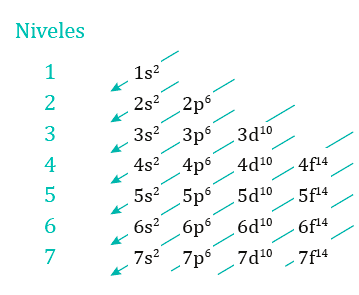 Niveles
1 1s²
2 2s² 2p⁶
3 3s² 3p⁶ 3d¹⁰
4 4s² 4p⁶ 4d¹⁰ 4f¹⁴
5 5s² 5p⁶ 5d¹⁰ 5f¹⁴
6 6s² 6p⁶ 6d¹⁰ 6f¹⁴
7 7s² 7p⁶ 7d¹⁰ 7f¹⁴